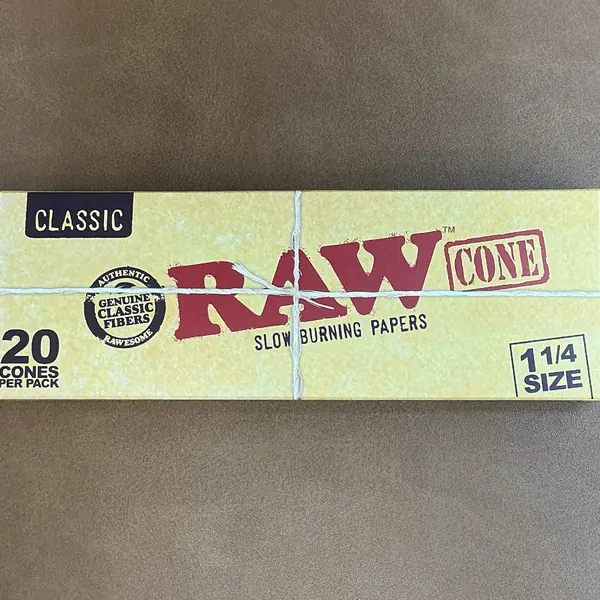 CLASSIC
AUTHENTIC
GENUINE
CLASSIC
FIBERS
RAWESOME
RAW™
CONE
SLOW BURNING PAPERS
20
CONES
PER PACK
1 1/4
SIZE